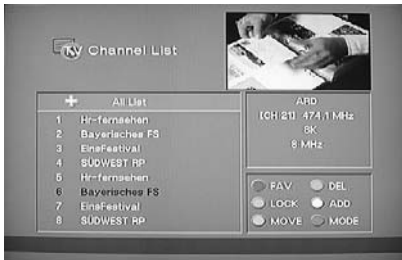 TV Channel List
All List
1 Hr-fernsehen
2 Bayerisches FS
3 EinsFestival
4 SÜDWEST RP
5 Hr-fernsehen
6 Bayerisches FS
7 EinsFestival
8 SÜDWEST RP
ARD
[CH 21] 474,1 MHz
8K
8 MHz
FAV DEL
LOCK ADD
MOVE MODE